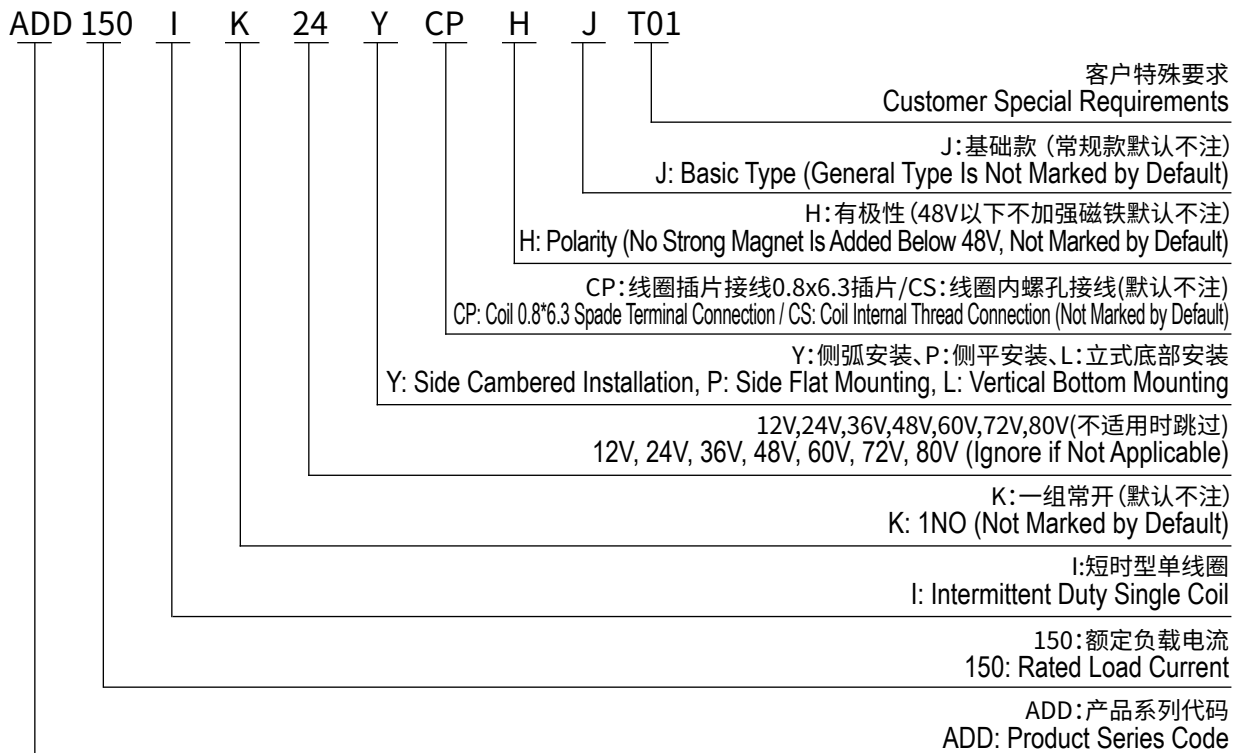 ADD 150 I K 24 Y CP H J T01
客户特殊要求
Customer Special Requirements
J:基础款 (常规款默认不注)
J: Basic Type (General Type Is Not Marked by Default)
H:有极性(48V以下不加强磁铁默认不注)
H: Polarity (No Strong Magnet Is Added Below 48V, Not Marked by Default)
CP:线圈插片接线0.8x6.3插片/CS:线圈内螺孔接线(默认不注)
CP: Coil 0.8*6.3 Spade Terminal Connection / CS: Coil Internal Thread Connection (Not Marked by Default)
Y:侧弧安装、P:侧平安装、L:立式底部安装
Y: Side Cambered Installation, P: Side Flat Mounting, L: Vertical Bottom Mounting
12V,24V,36V,48V,60V,72V,80V(不适用时跳过)
12V, 24V, 36V, 48V, 60V, 72V, 80V (Ignore if Not Applicable)
K:一组常开(默认不注)
K: 1NO (Not Marked by Default)
I:短时型单线圈
I: Intermittent Duty Single Coil
150:额定负载电流
150: Rated Load Current
ADD:产品系列代码
ADD: Product Series Code